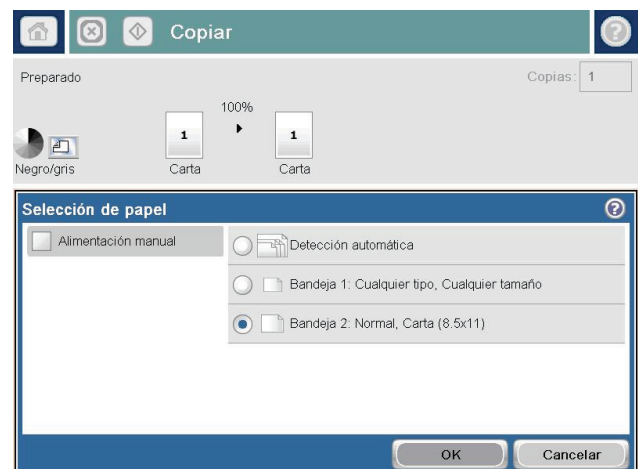 Copiar
Preparado
Copias: 1
100%
1 1
Negro/gris Carta Carta
Selección de papel
Alimentación manual
Detección automática
Bandeja 1: Cualquier tipo, Cualquier tamaño
Bandeja 2: Normal, Carta (8.5x11)
OK Cancelar